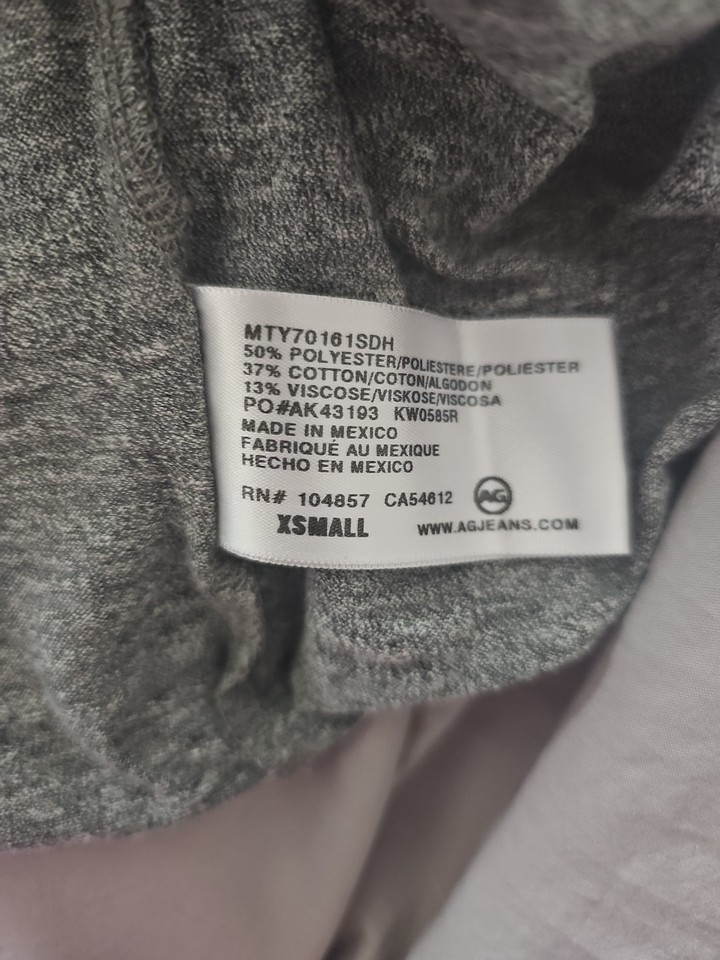 MTY70161SDH
50% POLYESTER/POLIESTERE/POLIESTER
37% COTTON/COTON/ALGODON
13% VISCOSE/VISKOSE/VISCOSA
PO#AK43193 KW0585R
MADE IN MEXICO
FABRIQUÉ AU MEXIQUE
HECHO EN MEXICO
RN# 104857 CA54612 AG
XSMALL WWW.AGJEANS.COM